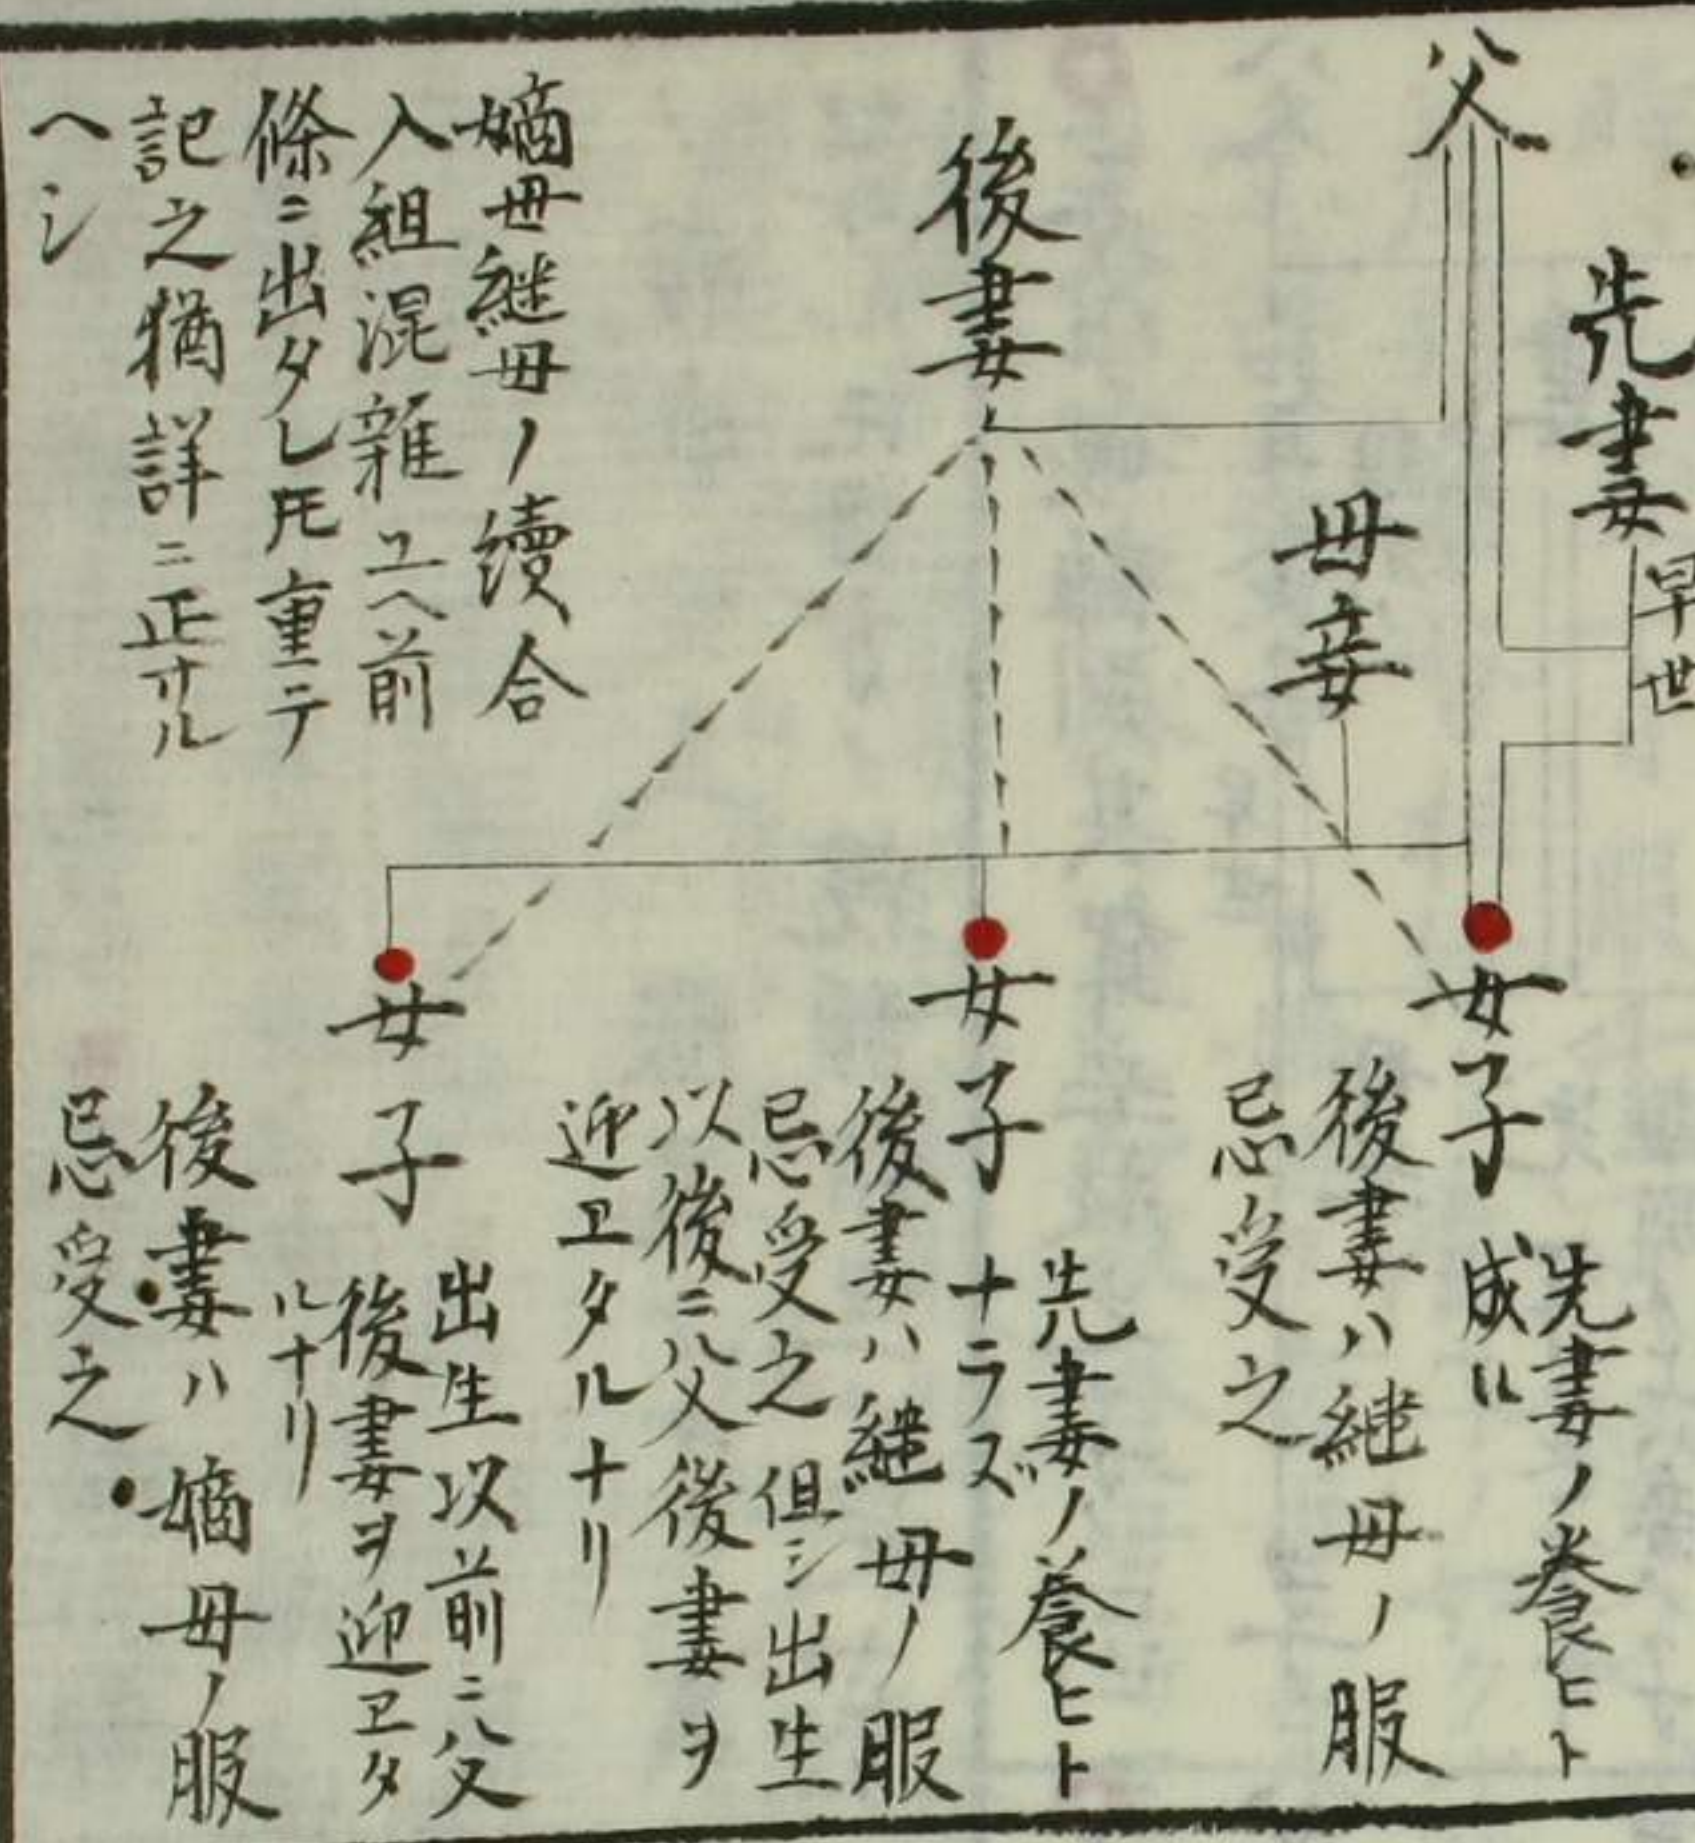 父
先妻
早世
母妾
後妻
女子
先妻ノ養ヒト
成ル
後妻ハ継母ノ服
忌受之
女子
先妻ノ養ヒト
ナラズ
後妻ハ継母ノ服
忌受之但シ出生
以後ニ父後妻ヲ
迎エタルナリ
女子
出生以前ニ父
後妻ヲ迎エタ
ルナリ
後妻ハ嫡母ノ服
忌受之
嫡母継母ノ續合
入組混雑ユヘ前
條ニ出タレ𪜈重テ
記之猶詳ニ正サル
ヘシ